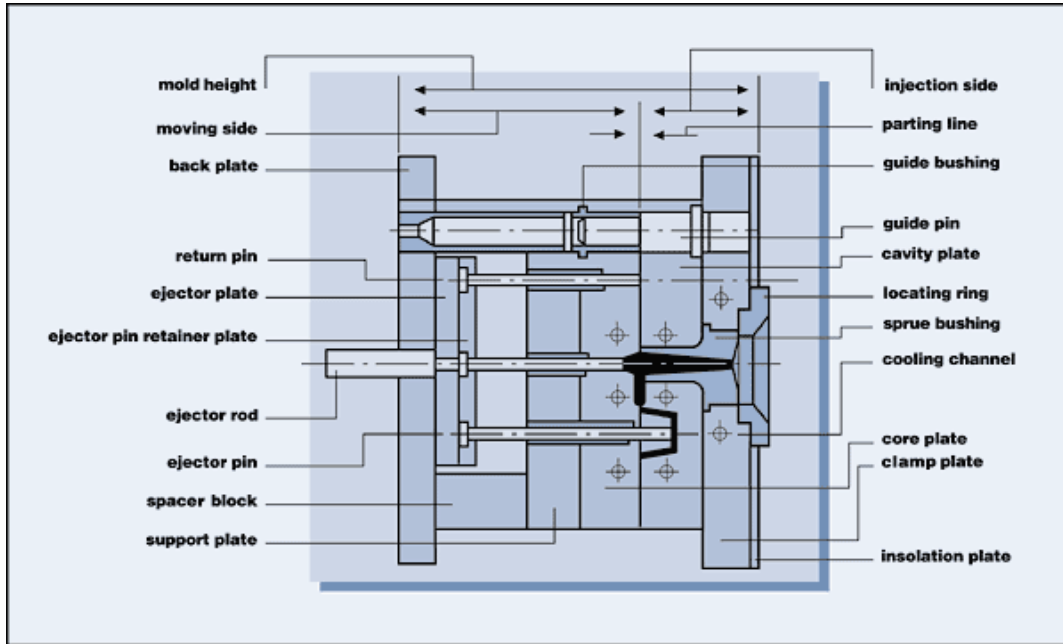 mold height
moving side
back plate
return pin
ejector plate
ejector pin retainer plate
ejector rod
ejector pin
spacer block
support plate
injection side
parting line
guide bushing
guide pin
cavity plate
locating ring
sprue bushing
cooling channel
core plate
clamp plate
insolation plate